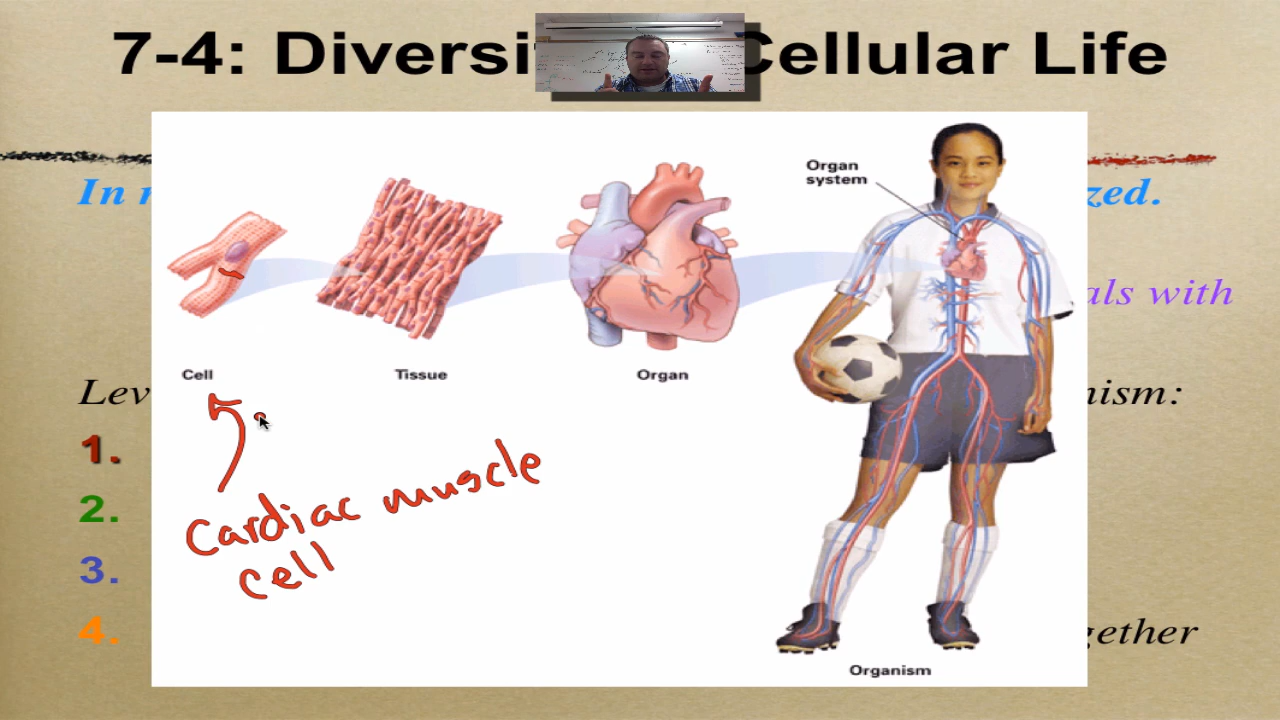 7-4: Diversi Cellular Life
In zed.
als with
Lev nism:
1.
2.
3.
4. gether
Organ
system
Cell
Tissue
Organ
Cardiac muscle
cell
Organism